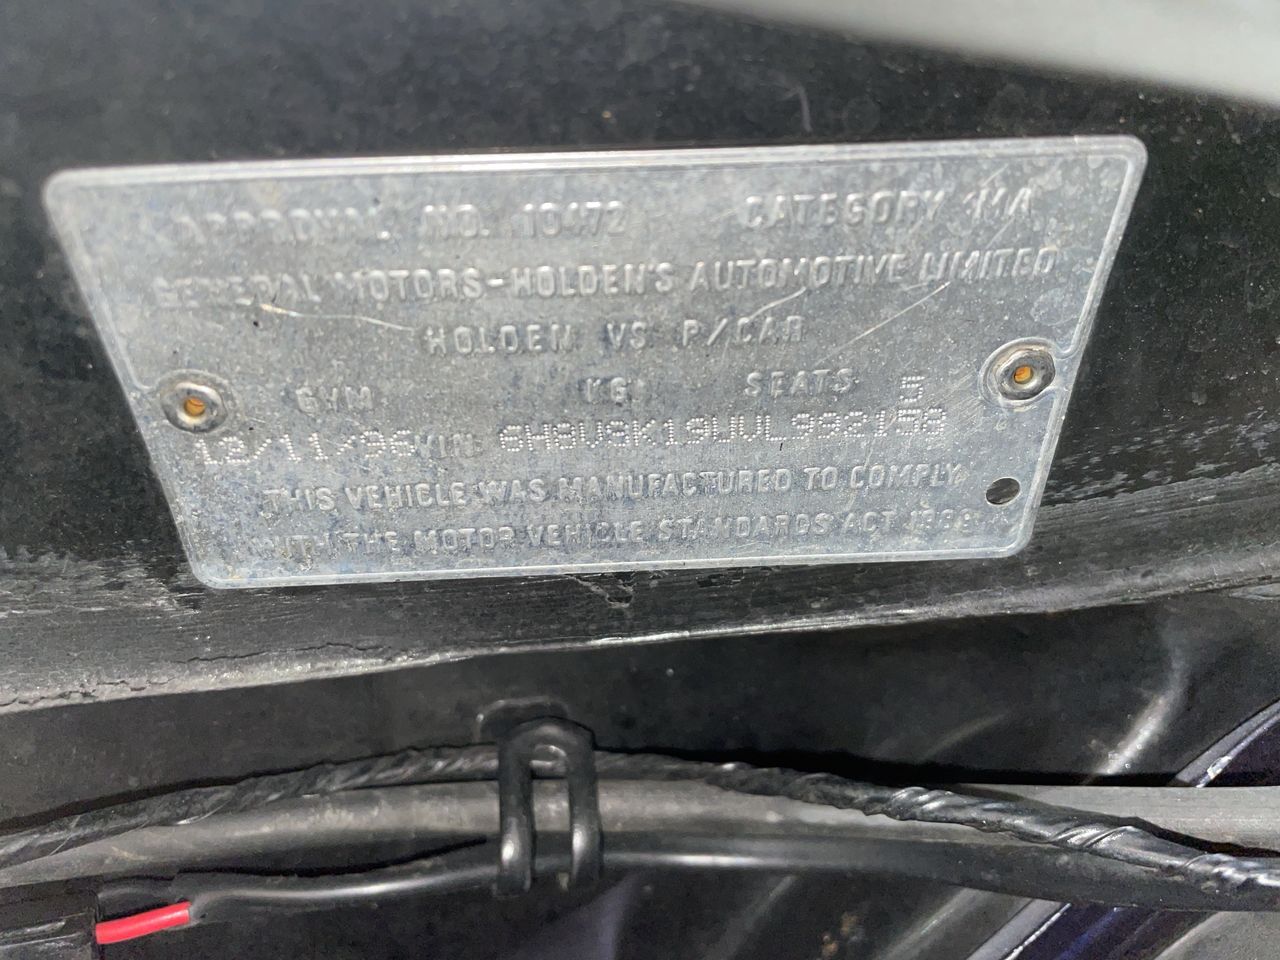 APPROVAL NO. 10472 CATEGORY MA
GENERAL MOTORS-HOLDEN'S AUTOMOTIVE LIMITED
HOLDEN VS P/CAR
GVM KG SEATS 5
12/11/96 VIN 6H8VSK19UVL992158
THIS VEHICLE WAS MANUFACTURED TO COMPLY
WITH THE MOTOR VEHICLE STANDARDS ACT 1989